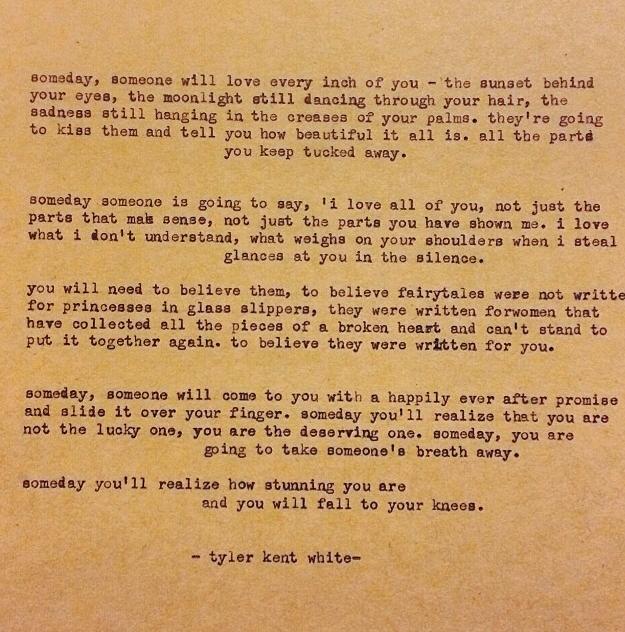 someday, someone will love every inch of you - the sunset behind
your eyes, the moonlight still dancing through your hair, the
sadness still hanging in the creases of your palms. they're going
to kiss them and tell you how beautiful it all is. all the parts
you keep tucked away.
someday someone is going to say, 'i love all of you, not just the
parts that make sense, not just the parts you have shown me. i love
what i don't understand, what weighs on your shoulders when i steal
glances at you in the silence.
you will need to believe them, to believe fairytales were not writte
for princesses in glass slippers, they were written forwomen that
have collected all the pieces of a broken heart and can't stand to
put it together again. to believe they were written for you.
someday, someone will come to you with a happily ever after promise
and slide it over your finger. someday you'll realize that you are
not the lucky one, you are the deserving one. someday, you are
going to take someone's breath away.
someday you'll realize how stunning you are
and you will fall to your knees.
- tyler kent white-